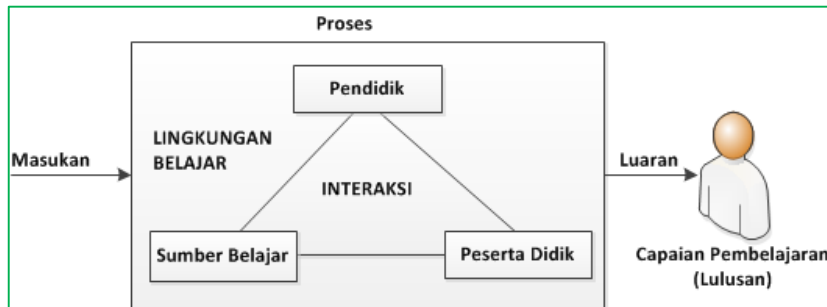 Proses
Pendidik
LINGKUNGAN
BELAJAR
Masukan
Luaran
INTERAKSI
Sumber Belajar
Peserta Didik
Capaian Pembelajaran
(Lulusan)